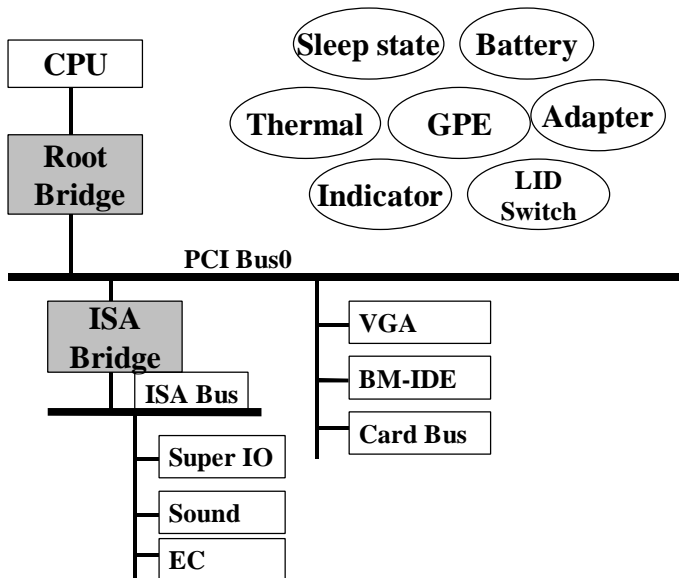 Sleep state
Battery
CPU
Thermal
GPE
Adapter
Root
Bridge
Indicator
LID
Switch
PCI Bus0
ISA
Bridge
VGA
BM-IDE
ISA Bus
Card Bus
Super IO
Sound
EC